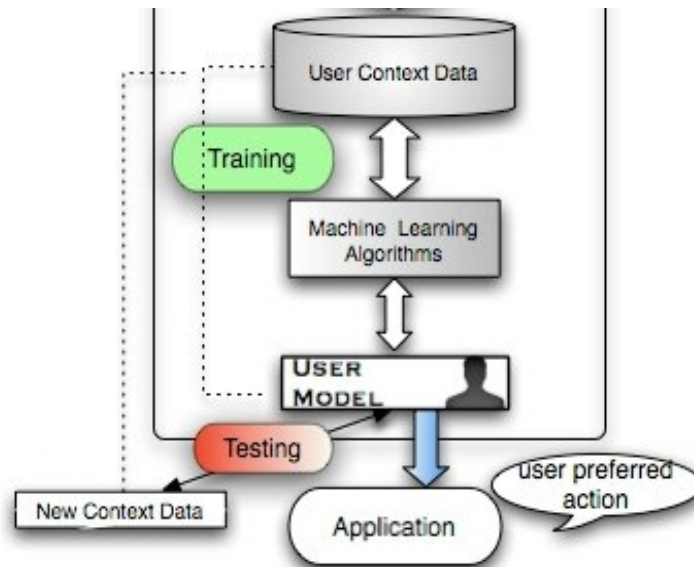 User Context Data
Training
Machine Learning
Algorithms
USER
MODEL
Testing
user preferred
action
New Context Data
Application